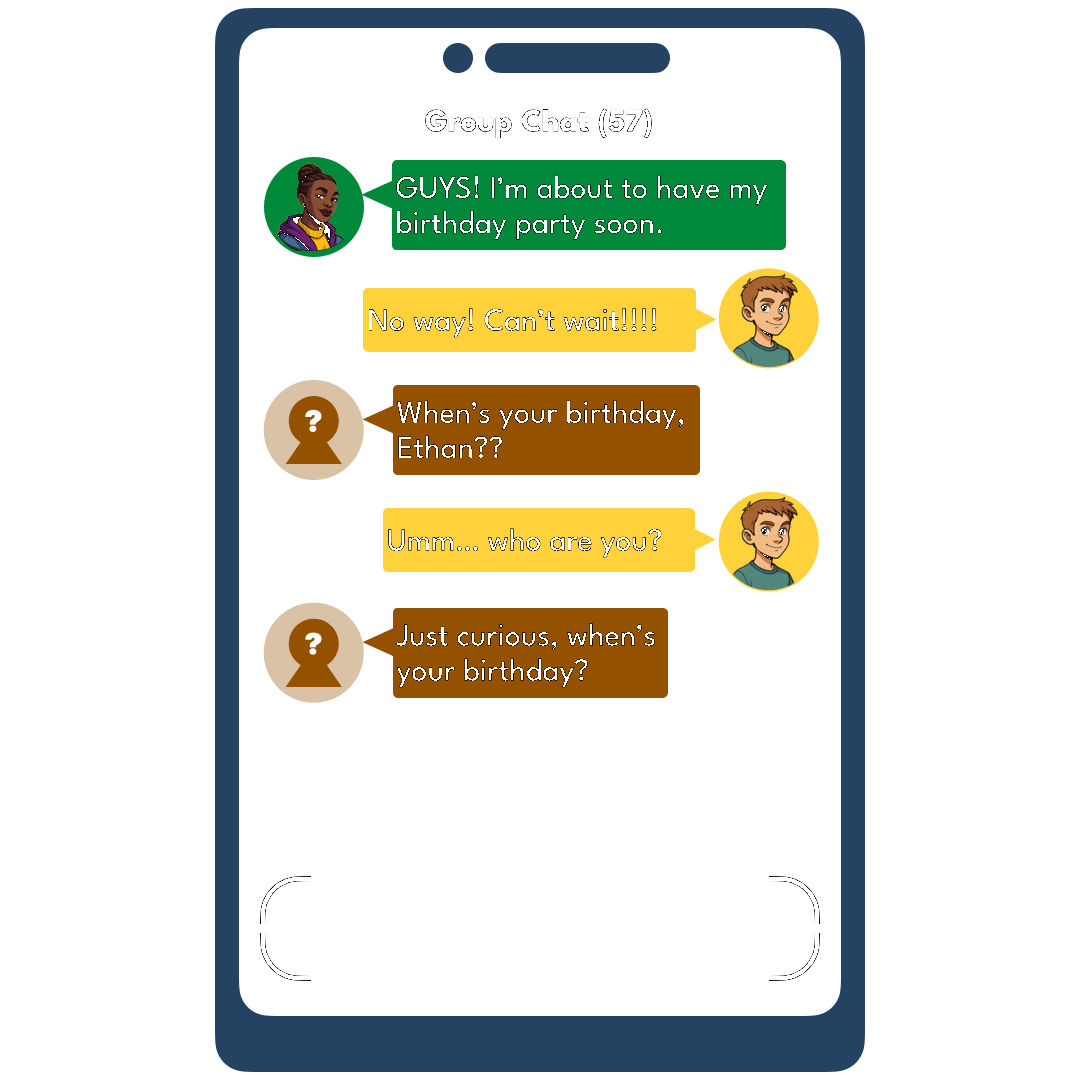 Group Chat (57)
GUYS! I’m about to have my
birthday party soon.
No way! Can’t wait!!!!
?
When’s your birthday,
Ethan??
Umm... who are you?
?
Just curious, when’s
your birthday?